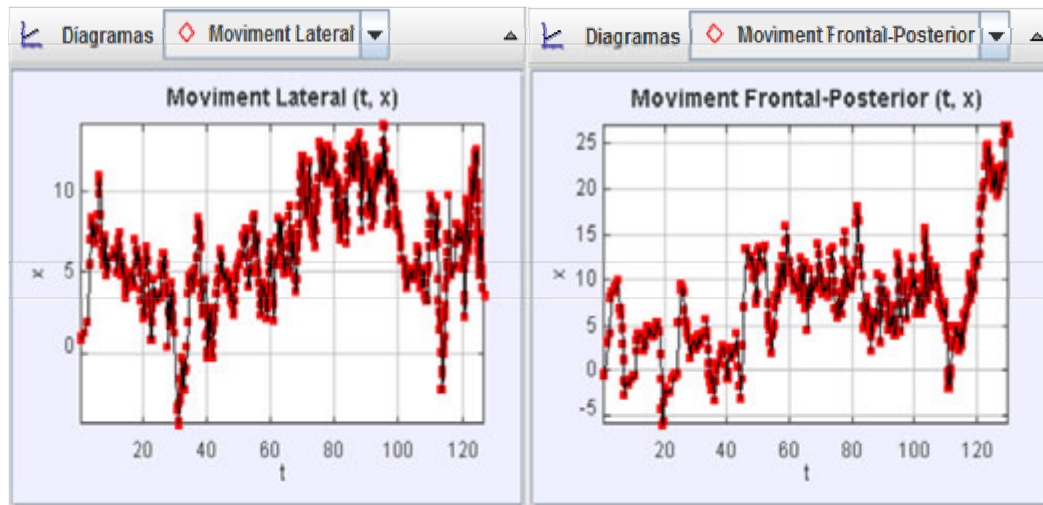 Diagramas Moviment Lateral
Moviment Lateral (t, x)
10
5
0
x
20 40 60 80 100 120
t
Diagramas Moviment Frontal-Posterior
Moviment Frontal-Posterior (t, x)
25
20
15
10
5
0
-5
x
20 40 60 80 100 120
t